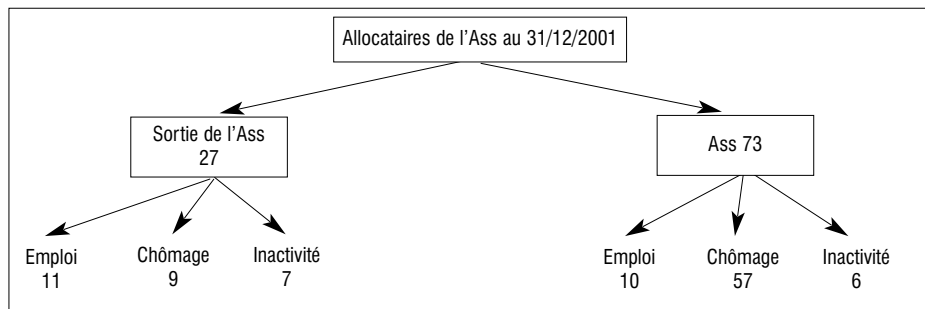 Allocataires de l’Ass au 31/12/2001
Sortie de l’Ass
27
Ass 73
Emploi
11
Chômage
9
Inactivité
7
Emploi
10
Chômage
57
Inactivité
6